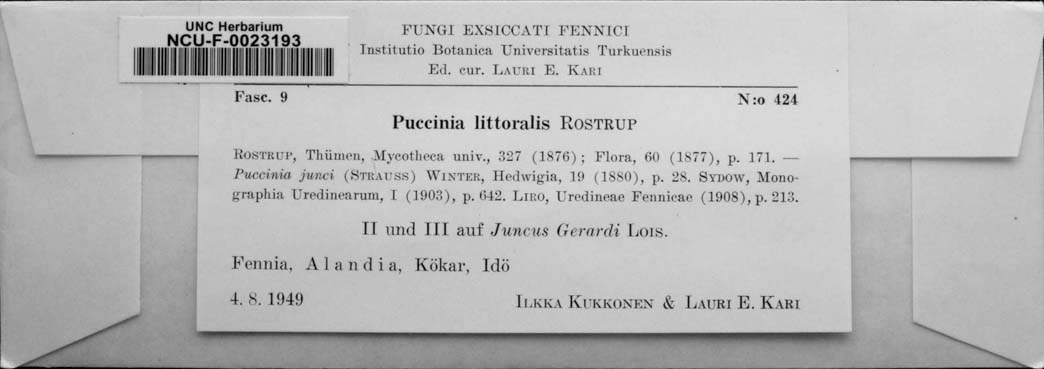 UNC Herbarium
NCU-F-0023193
FUNGI EXSICCATI FENNICI
Institutio Botanica Universitatis Turkuensis
Ed. cur. LAURI E. KARI
Fasc. 9 N:o 424
Puccinia littoralis ROSTRUP
ROSTRUP, Thümen, Mycotheca univ., 327 (1876); Flora, 60 (1877), p. 171. —
Puccinia junci (STRAUSS) WINTER, Hedwigia, 19 (1880), p. 28. SYDOW, Mono-
graphia Uredinearum, I (1903), p. 642. LIRO, Uredineae Fennicae (1908), p. 213.
II und III auf Juncus Gerardi LOIS.
Fennia, Alandia, Kökar, Idö
4. 8. 1949 ILKKA KUKKONEN & LAURI E. KARI